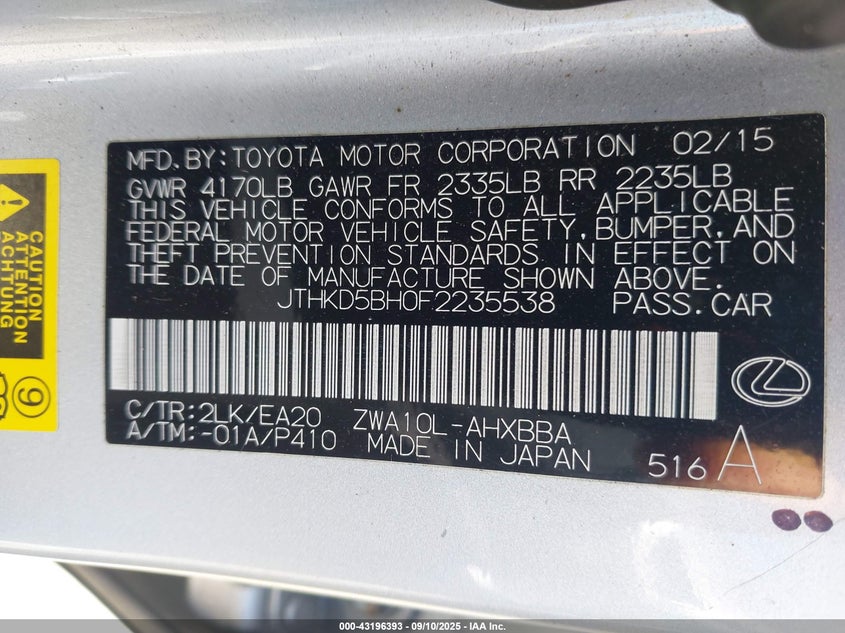 MFD.BY:TOYOTA MOTOR CORPORATION 02/15
GVWR 4170LB GAWR FR 2335LB RR 2235LB
THIS VEHICLE CONFORMS TO ALL APPLICABLE
FEDERAL MOTOR VEHICLE SAFETY,BUMPER,AND
THEFT PREVENTION STANDARDS IN EFFECT ON
THE DATE OF MANUFACTURE SHOWN ABOVE.
JTHKD5BH0F2235538 PASS.CAR
C/TR:2LK/EA20 ZWA10L-AHXBBA
A/TM:-01A/P410 MADE IN JAPAN
516 A
CAUTION
ATTENTION
ACHTUNG
9
000-43196393 - 09/10/2025 - IAA Inc.